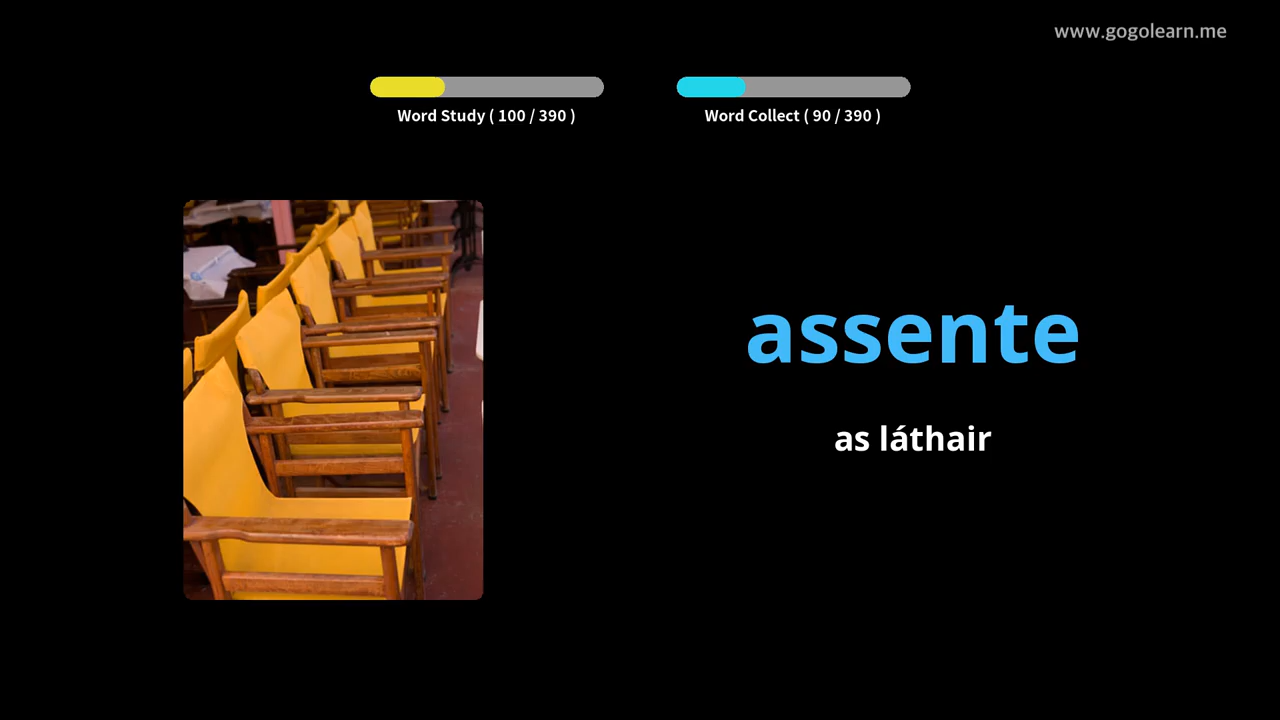 www.gogolearn.me
Word Study ( 100 / 390 )
Word Collect ( 90 / 390 )
assente
as láthair